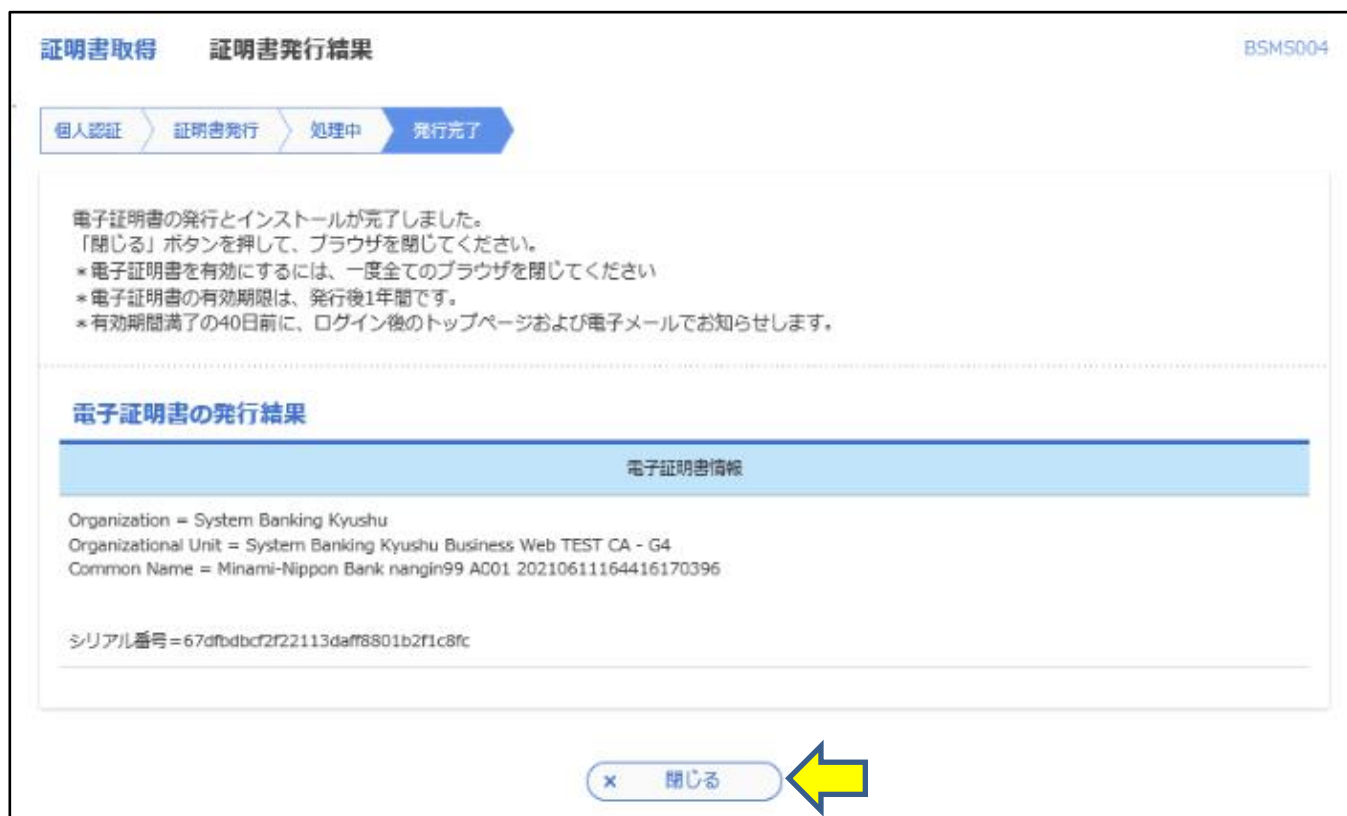 証明書取得 証明書発行結果 BSMS004
個人認証 証明書発行 処理中 発行完了
電子証明書の発行とインストールが完了しました。
「閉じる」ボタンを押して、ブラウザを閉じてください。
*電子証明書を有効にするには、一度全てのブラウザを閉じてください
*電子証明書の有効期限は、発行後1年間です。
*有効期間満了の40日前に、ログイン後のトップページおよび電子メールでお知らせします。
電子証明書の発行結果
電子証明書情報
Organization = System Banking Kyushu
Organizational Unit = System Banking Kyushu Business Web TEST CA - G4
Common Name = Minami-Nippon Bank nangin99 A001 20210611164416170396
シリアル番号=67dfbdbcf2f22113daff8801b2f1c8fc
× 閉じる